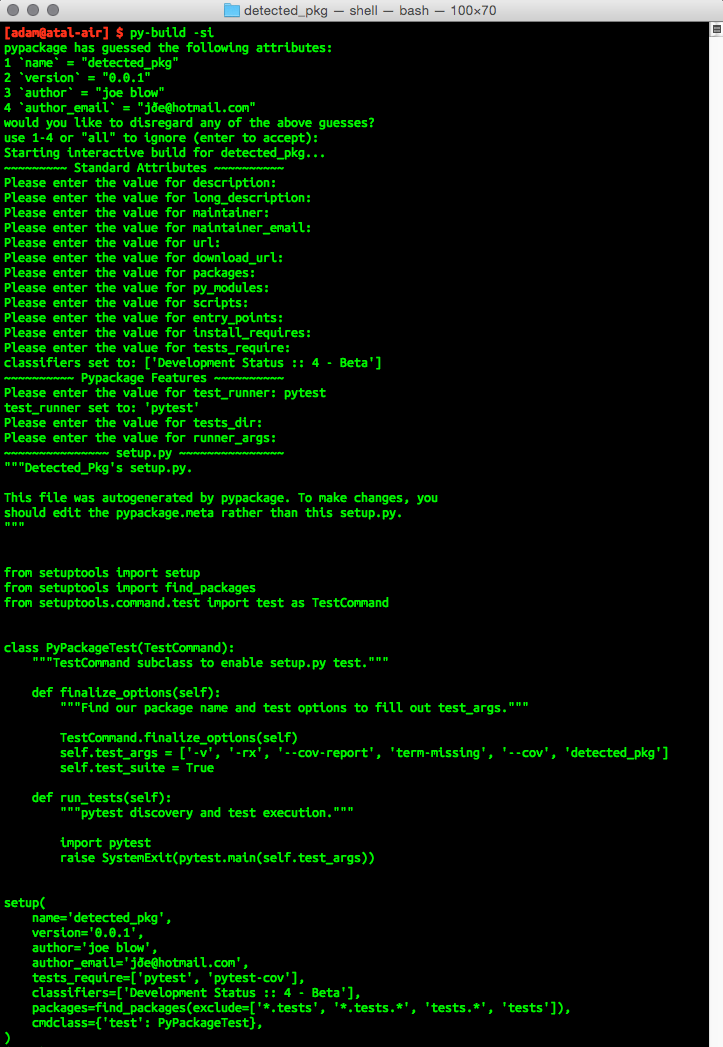 detected_pkg — shell — bash — 100×70
[adam@atal-air] $ py-build -si
pypackage has guessed the following attributes:
1 `name` = "detected_pkg"
2 `version` = "0.0.1"
3 `author` = "joe blow"
4 `author_email` = "jðe@hotmail.com"
would you like to disregard any of the above guesses?
use 1-4 or "all" to ignore (enter to accept):
Starting interactive build for detected_pkg...
~~~~~~~~~ Standard Attributes ~~~~~~~~~~
Please enter the value for description:
Please enter the value for long_description:
Please enter the value for maintainer:
Please enter the value for maintainer_email:
Please enter the value for url:
Please enter the value for download_url:
Please enter the value for packages:
Please enter the value for py_modules:
Please enter the value for scripts:
Please enter the value for entry_points:
Please enter the value for install_requires:
Please enter the value for tests_require:
classifiers set to: ['Development Status :: 4 - Beta']
~~~~~~~~~~ Pypackage Features ~~~~~~~~~~
Please enter the value for test_runner: pytest
test_runner set to: 'pytest'
Please enter the value for tests_dir:
Please enter the value for runner_args:
~~~~~~~~~~~~~~~ setup.py ~~~~~~~~~~~~~~~
"""Detected_Pkg's setup.py.

This file was autogenerated by pypackage. To make changes, you
should edit the pypackage.meta rather than this setup.py.
"""


from setuptools import setup
from setuptools import find_packages
from setuptools.command.test import test as TestCommand


class PyPackageTest(TestCommand):
    """TestCommand subclass to enable setup.py test."""

    def finalize_options(self):
        """Find our package name and test options to fill out test_args."""

        TestCommand.finalize_options(self)
        self.test_args = ['-v', '-rx', '--cov-report', 'term-missing', '--cov', 'detected_pkg']
        self.test_suite = True

    def run_tests(self):
        """pytest discovery and test execution."""

        import pytest
        raise SystemExit(pytest.main(self.test_args))


setup(
    name='detected_pkg',
    version='0.0.1',
    author='joe blow',
    author_email='jðe@hotmail.com',
    tests_require=['pytest', 'pytest-cov'],
    classifiers=['Development Status :: 4 - Beta'],
    packages=find_packages(exclude=['*.tests', '*.tests.*', 'tests.*', 'tests']),
    cmdclass={'test': PyPackageTest},
)